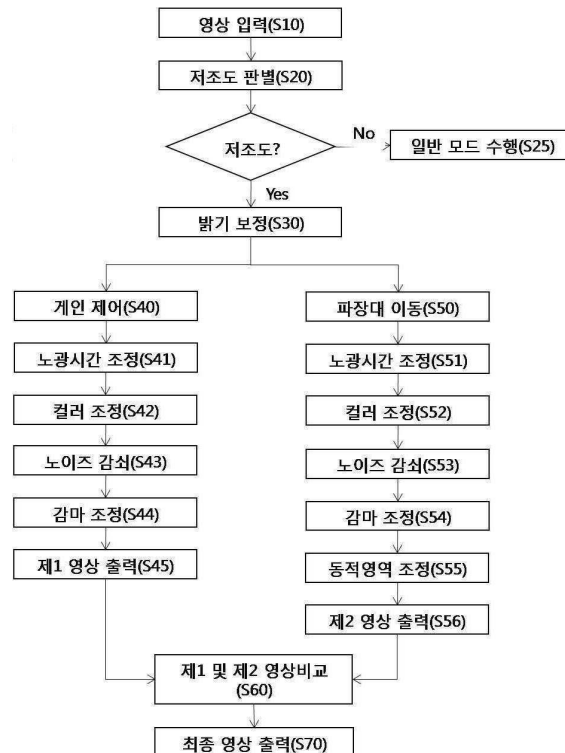 영상 입력(S10)
저조도 판별(S20)
저조도?
No
일반 모드 수행(S25)
Yes
밝기 보정(S30)
게인 제어(S40)
노광시간 조정(S41)
컬러 조정(S42)
노이즈 감쇠(S43)
감마 조정(S44)
제1 영상 출력(S45)
파장대 이동(S50)
노광시간 조정(S51)
컬러 조정(S52)
노이즈 감쇠(S53)
감마 조정(S54)
동적영역 조정(S55)
제2 영상 출력(S56)
제1 및 제2 영상비교
(S60)
최종 영상 출력(S70)